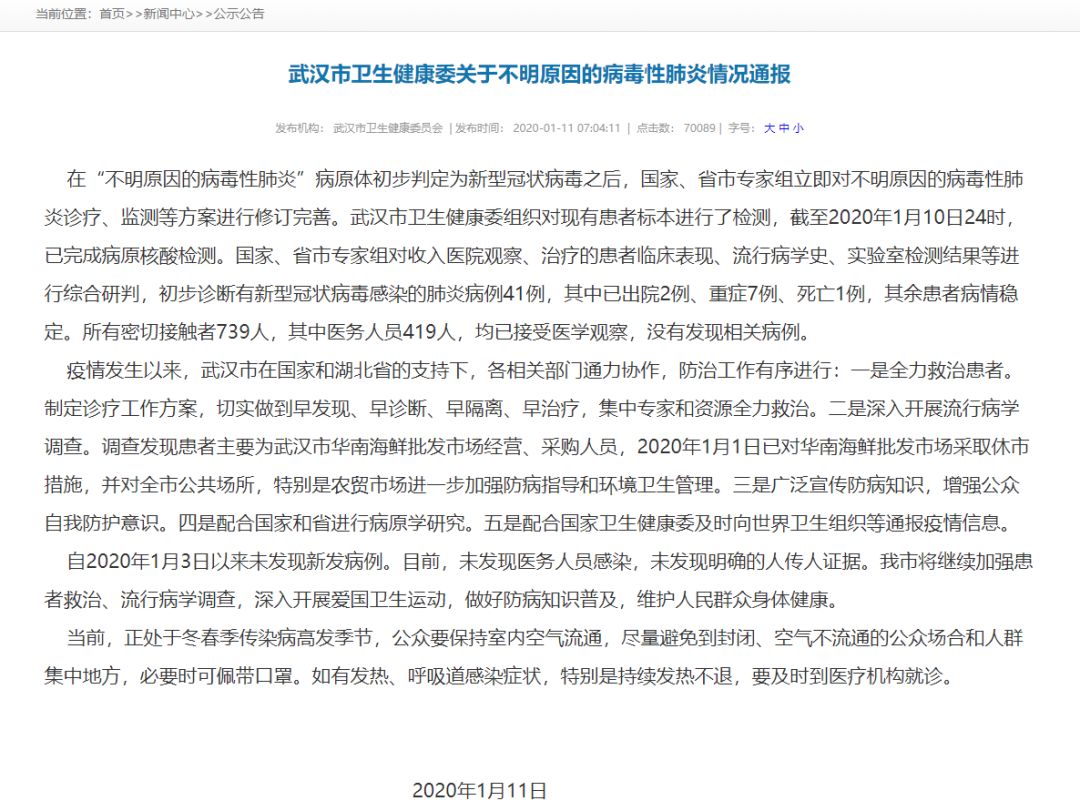 当前位置：首页>>新闻中心>>公示公告
武汉市卫生健康委关于不明原因的病毒性肺炎情况通报
发布机构： 武汉市卫生健康委员会 | 发布时间： 2020-01-11 07:04:11 | 点击数： 70089 | 字号： 大 中 小
在“不明原因的病毒性肺炎”病原体初步判定为新型冠状病毒之后，国家、省市专家组立即对不明原因的病毒性肺
炎诊疗、监测等方案进行修订完善。武汉市卫生健康委组织对现有患者标本进行了检测，截至2020年1月10日24时，
已完成病原核酸检测。国家、省市专家组对收入医院观察、治疗的患者临床表现、流行病学史、实验室检测结果等进
行综合研判，初步诊断有新型冠状病毒感染的肺炎病例41例，其中已出院2例、重症7例、死亡1例，其余患者病情稳
定。所有密切接触者739人，其中医务人员419人，均已接受医学观察，没有发现相关病例。
疫情发生以来，武汉市在国家和湖北省的支持下，各相关部门通力协作，防治工作有序进行：一是全力救治患者。
制定诊疗工作方案，切实做到早发现、早诊断、早隔离、早治疗，集中专家和资源全力救治。二是深入开展流行病学
调查。调查发现患者主要为武汉市华南海鲜批发市场经营、采购人员，2020年1月1日已对华南海鲜批发市场采取休市
措施，并对全市公共场所，特别是农贸市场进一步加强防病指导和环境卫生管理。三是广泛宣传防病知识，增强公众
自我防护意识。四是配合国家和省进行病原学研究。五是配合国家卫生健康委及时向世界卫生组织等通报疫情信息。
自2020年1月3日以来未发现新发病例。目前，未发现医务人员感染，未发现明确的人传人证据。我市将继续加强患
者救治、流行病学调查，深入开展爱国卫生运动，做好防病知识普及，维护人民群众身体健康。
当前，正处于冬春季传染病高发季节，公众要保持室内空气流通，尽量避免到封闭、空气不流通的公众场合和人群
集中地方，必要时可佩带口罩。如有发热、呼吸道感染症状，特别是持续发热不退，要及时到医疗机构就诊。
2020年1月11日